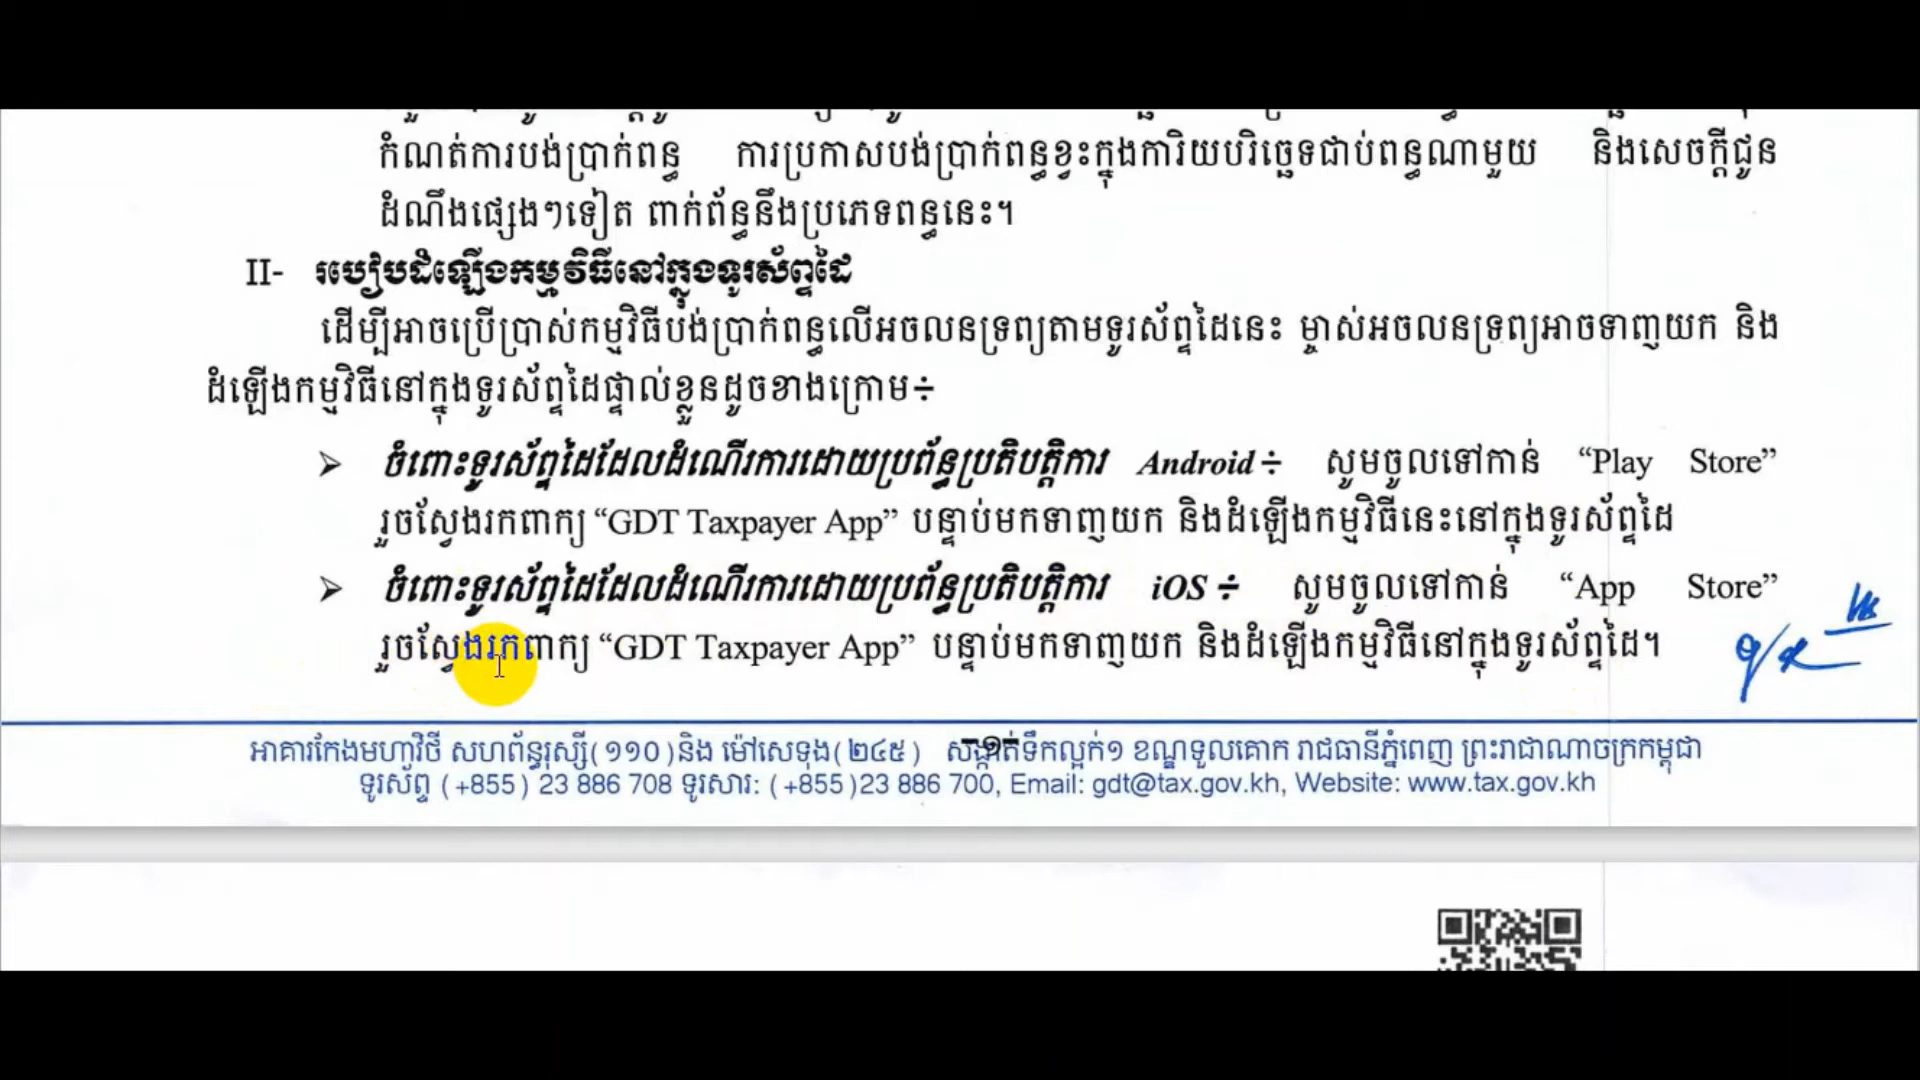 កំណត់ការបង់ប្រាក់ពន្ធ ការប្រកាសបង់ប្រាក់ពន្ធខ្វះក្នុងការិយបរិច្ឆេទជាប់ពន្ធណាមួយ និងសេចក្តីជូន
ដំណឹងផ្សេងៗទៀត ពាក់ព័ន្ធនឹងប្រភេទពន្ធនេះ។
II- របៀបដំឡើងកម្មវិធីនៅក្នុងទូរស័ព្ទដៃ
ដើម្បីអាចប្រើប្រាស់កម្មវិធីបង់ប្រាក់ពន្ធលើអចលនទ្រព្យតាមទូរស័ព្ទដៃនេះ ម្ចាស់អចលនទ្រព្យអាចទាញយក និង
ដំឡើងកម្មវិធីនៅក្នុងទូរស័ព្ទដៃផ្ទាល់ខ្លួនដូចខាងក្រោម៖
➢ ចំពោះទូរស័ព្ទដៃដែលដំណើរការដោយប្រព័ន្ធប្រតិបត្តិការ Android÷ សូមចូលទៅកាន់ “Play Store”
រួចស្វែងរកពាក្យ “GDT Taxpayer App” បន្ទាប់មកទាញយក និងដំឡើងកម្មវិធីនេះនៅក្នុងទូរស័ព្ទដៃ
➢ ចំពោះទូរស័ព្ទដៃដែលដំណើរការដោយប្រព័ន្ធប្រតិបត្តិការ iOS÷ សូមចូលទៅកាន់ “App Store”
រួចស្វែងរកពាក្យ “GDT Taxpayer App” បន្ទាប់មកទាញយក និងដំឡើងកម្មវិធីនៅក្នុងទូរស័ព្ទដៃ។
-១-
អាគារកែងមហាវិថី សហព័ន្ធរុស្ស៊ី(១១០)និង ម៉ៅសេទុង(២៤៥) សង្កាត់ទឹកល្អក់១ ខណ្ឌទួលគោក រាជធានីភ្នំពេញ ព្រះរាជាណាចក្រកម្ពុជា
ទូរស័ព្ទ (+855) 23 886 708 ទូរសារ: (+855)23 886 700, Email: gdt@tax.gov.kh, Website: www.tax.gov.kh